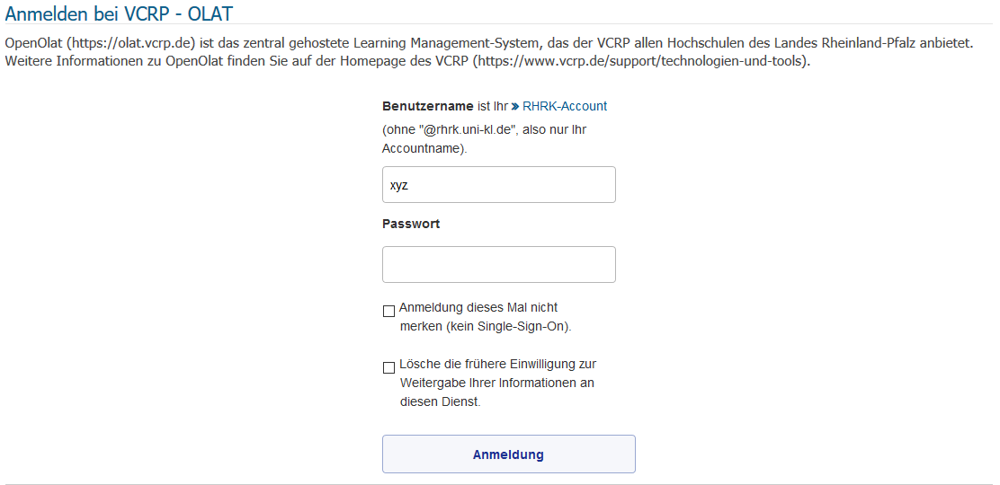 Anmelden bei VCRP - OLAT
OpenOlat (https://olat.vcrp.de) ist das zentral gehostete Learning Management-System, das der VCRP allen Hochschulen des Landes Rheinland-Pfalz anbietet.
Weitere Informationen zu OpenOlat finden Sie auf der Homepage des VCRP (https://www.vcrp.de/support/technologien-und-tools).
Benutzername ist Ihr » RHRK-Account
(ohne "@rhrk.uni-kl.de", also nur Ihr
Accountname).
xyz
Passwort
Anmeldung dieses Mal nicht
merken (kein Single-Sign-On).
Lösche die frühere Einwilligung zur
Weitergabe Ihrer Informationen an
diesen Dienst.
Anmeldung